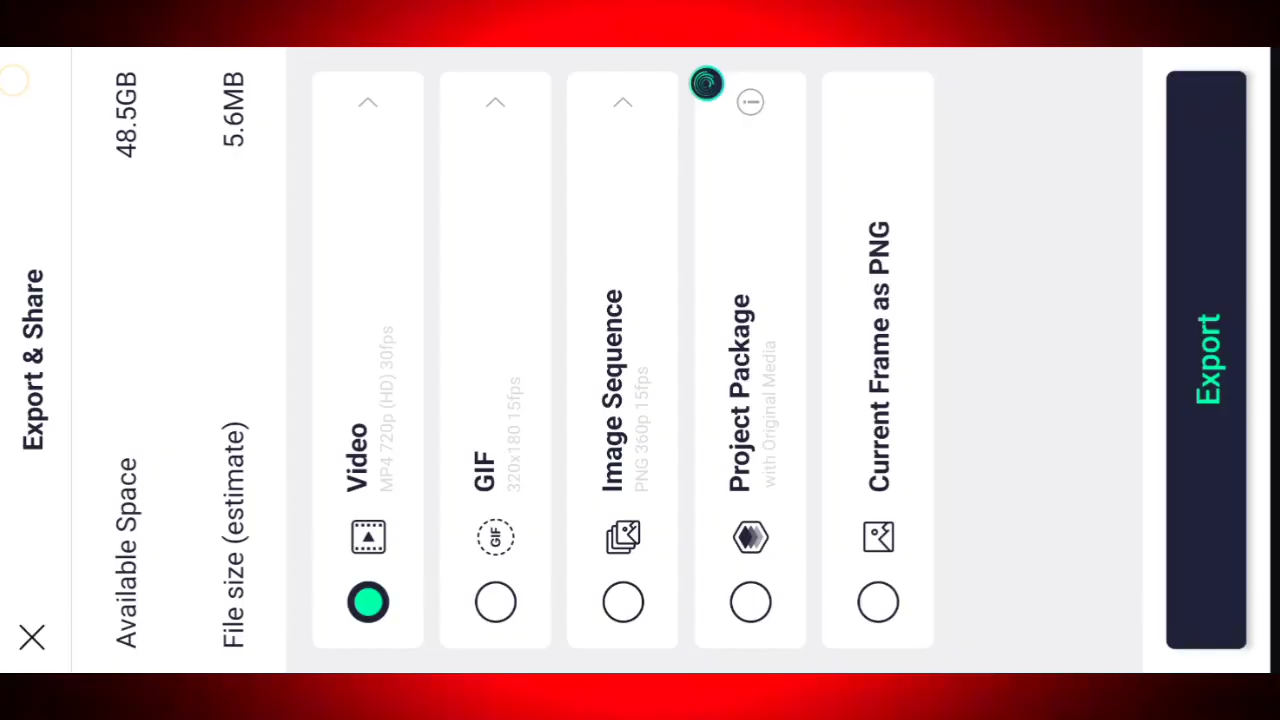 Export & Share
Available Space 48.5GB
File size (estimate) 5.6MB
Video
MP4 720p (HD) 30fps
GIF
GIF
320x180 15fps
Image Sequence
PNG 360p 15fps
Project Package
with Original Media
Current Frame as PNG
Export